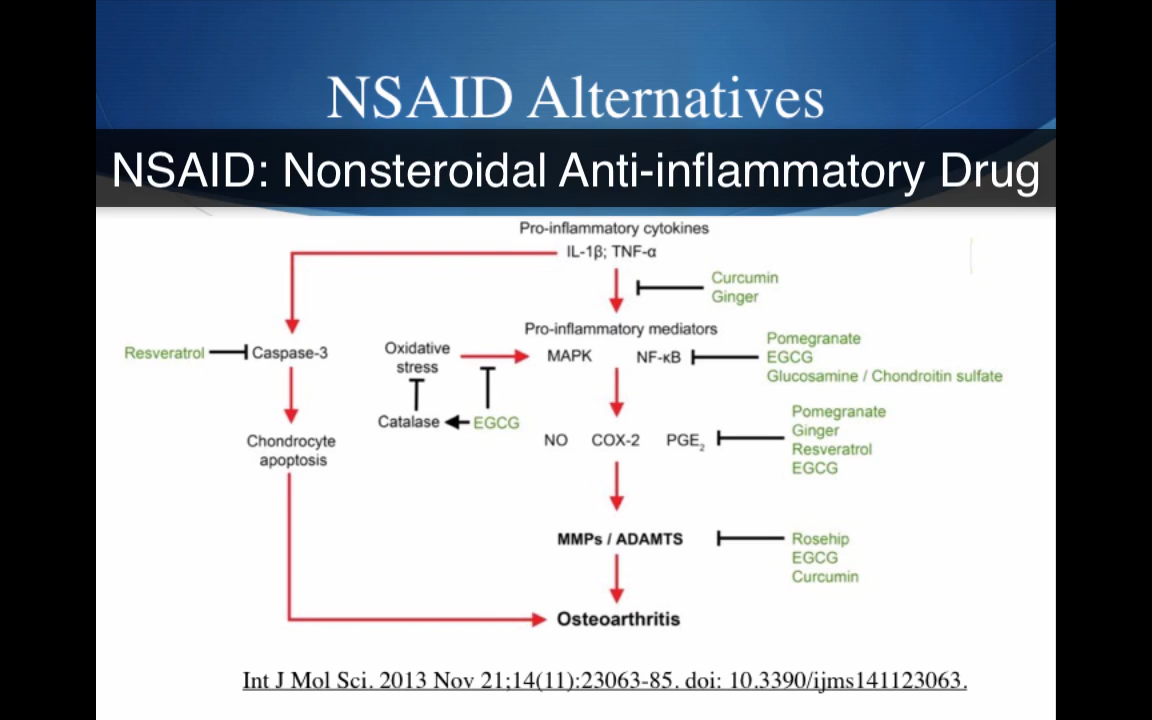 NSAID Alternatives
NSAID: Nonsteroidal Anti-inflammatory Drug
Pro-inflammatory cytokines
IL-1β; TNF-α
Curcumin
Ginger
Pro-inflammatory mediators
Resveratrol
Caspase-3
Oxidative
stress
MAPK
NF-κB
Pomegranate
EGCG
Glucosamine / Chondroitin sulfate
Catalase
EGCG
Chondrocyte
apoptosis
NO
COX-2
PGE₂
Pomegranate
Ginger
Resveratrol
EGCG
MMPs / ADAMTS
Rosehip
EGCG
Curcumin
Osteoarthritis
Int J Mol Sci. 2013 Nov 21;14(11):23063-85. doi: 10.3390/ijms141123063.